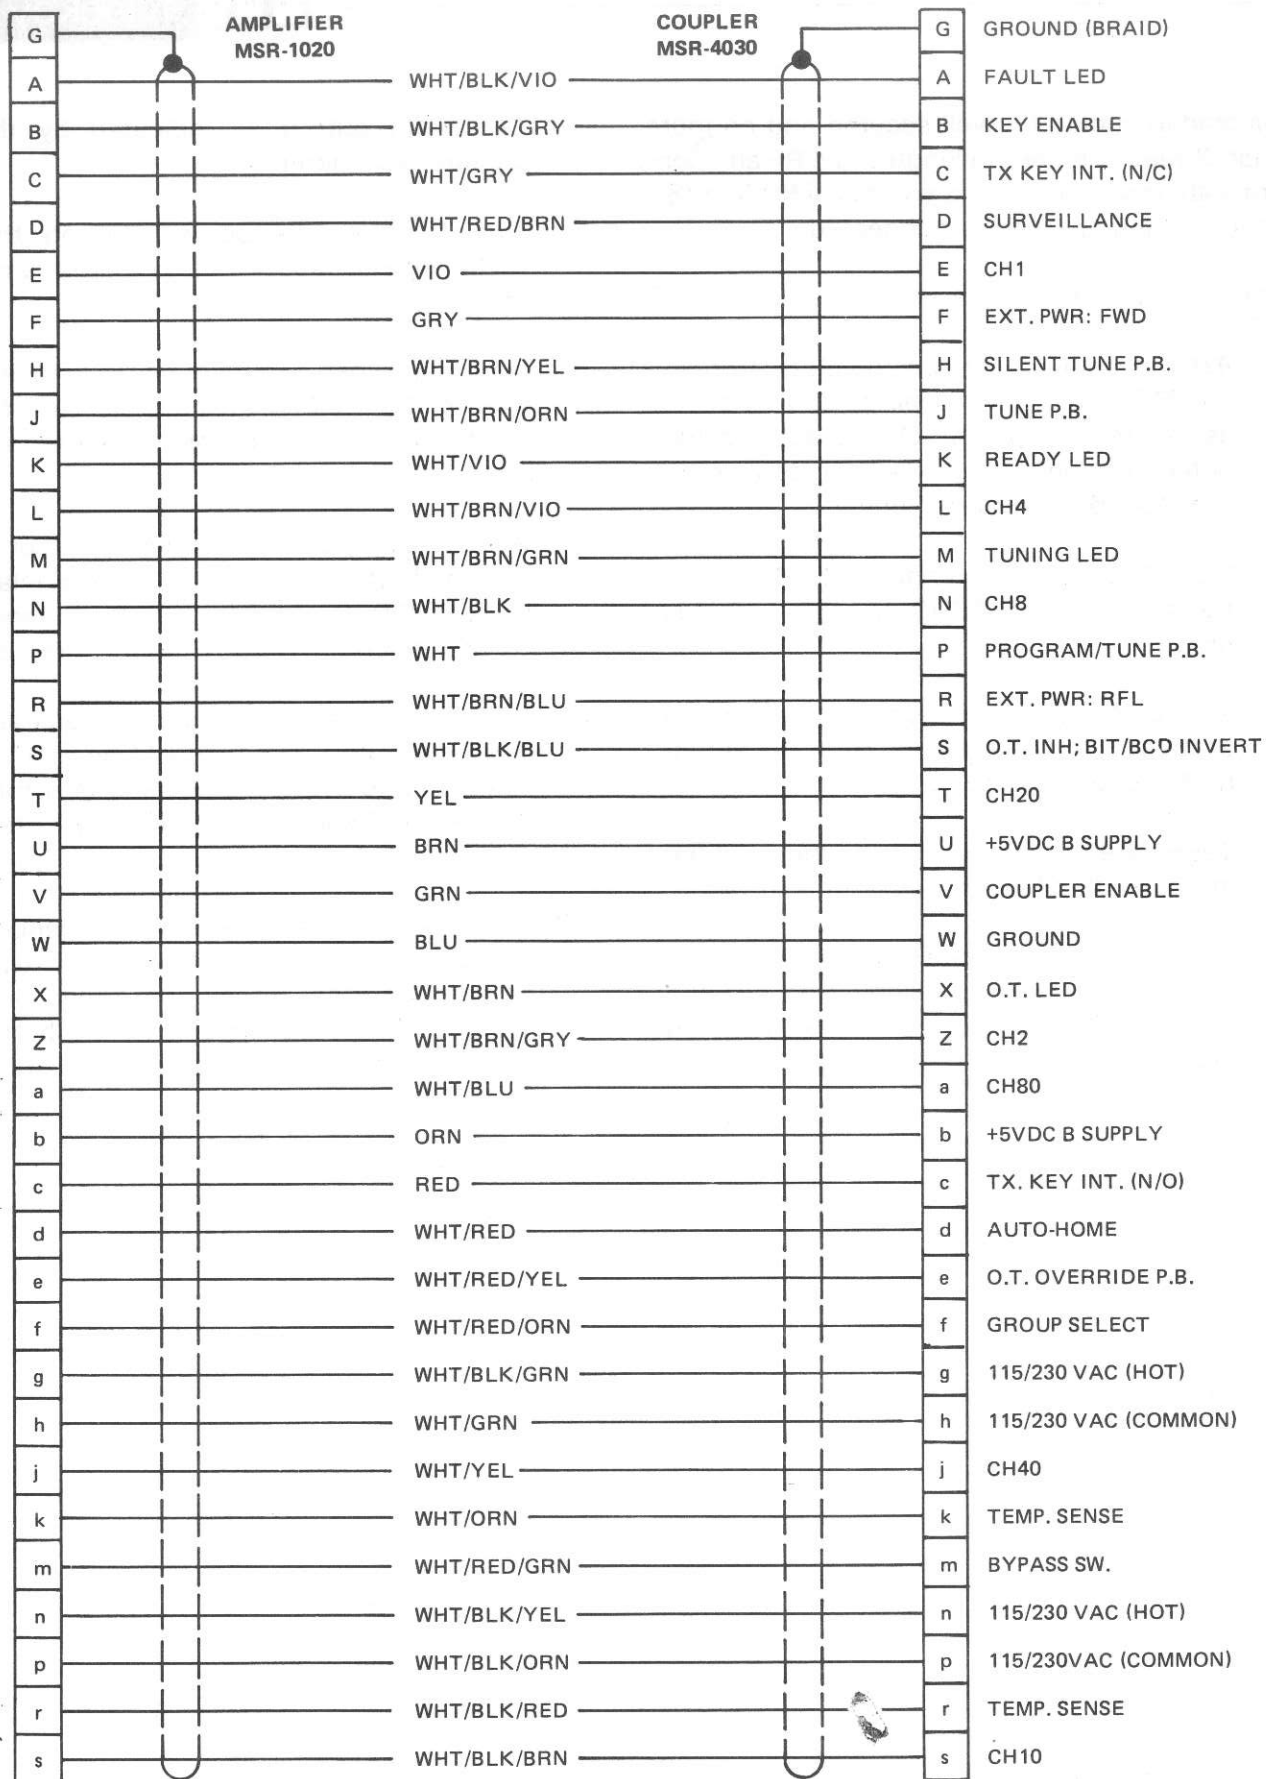 AMPLIFIER
MSR-1020
COUPLER
MSR-4030
G G GROUND (BRAID)
A WHT/BLK/VIO A FAULT LED
B WHT/BLK/GRY B KEY ENABLE
C WHT/GRY C TX KEY INT. (N/C)
D WHT/RED/BRN D SURVEILLANCE
E VIO E CH1
F GRY F EXT. PWR: FWD
H WHT/BRN/YEL H SILENT TUNE P.B.
J WHT/BRN/ORN J TUNE P.B.
K WHT/VIO K READY LED
L WHT/BRN/VIO L CH4
M WHT/BRN/GRN M TUNING LED
N WHT/BLK N CH8
P WHT P PROGRAM/TUNE P.B.
R WHT/BRN/BLU R EXT. PWR: RFL
S WHT/BLK/BLU S O.T. INH; BIT/BCD INVERT
T YEL T CH20
U BRN U +5VDC B SUPPLY
V GRN V COUPLER ENABLE
W BLU W GROUND
X WHT/BRN X O.T. LED
Z WHT/BRN/GRY Z CH2
a WHT/BLU a CH80
b ORN b +5VDC B SUPPLY
c RED c TX. KEY INT. (N/O)
d WHT/RED d AUTO-HOME
e WHT/RED/YEL e O.T. OVERRIDE P.B.
f WHT/RED/ORN f GROUP SELECT
g WHT/BLK/GRN g 115/230 VAC (HOT)
h WHT/GRN h 115/230 VAC (COMMON)
j WHT/YEL j CH40
k WHT/ORN k TEMP. SENSE
m WHT/RED/GRN m BYPASS SW.
n WHT/BLK/YEL n 115/230 VAC (HOT)
p WHT/BLK/ORN p 115/230VAC (COMMON)
r WHT/BLK/RED r TEMP. SENSE
s WHT/BLK/BRN s CH10